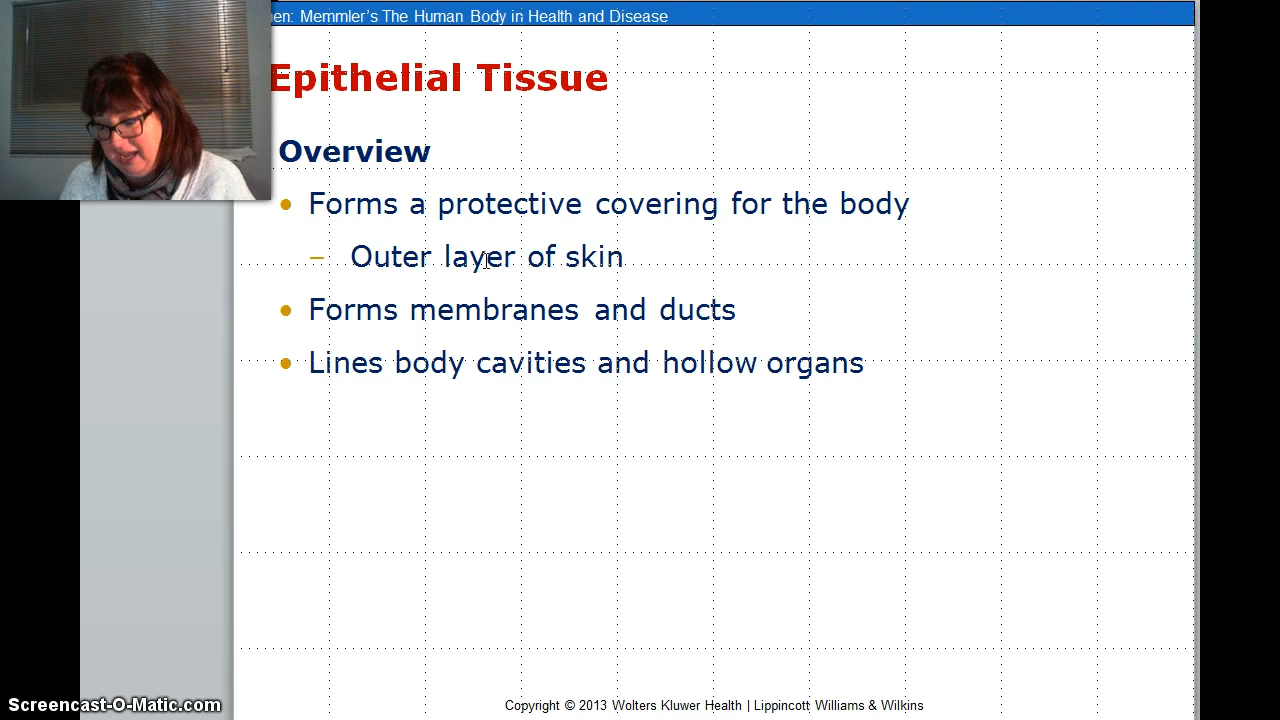 Memmler's The Human Body in Health and Disease
Epithelial Tissue
Overview
• Forms a protective covering for the body
– Outer layer of skin
• Forms membranes and ducts
• Lines body cavities and hollow organs
Screencast-O-Matic.com
Copyright © 2013 Wolters Kluwer Health | Lippincott Williams & Wilkins